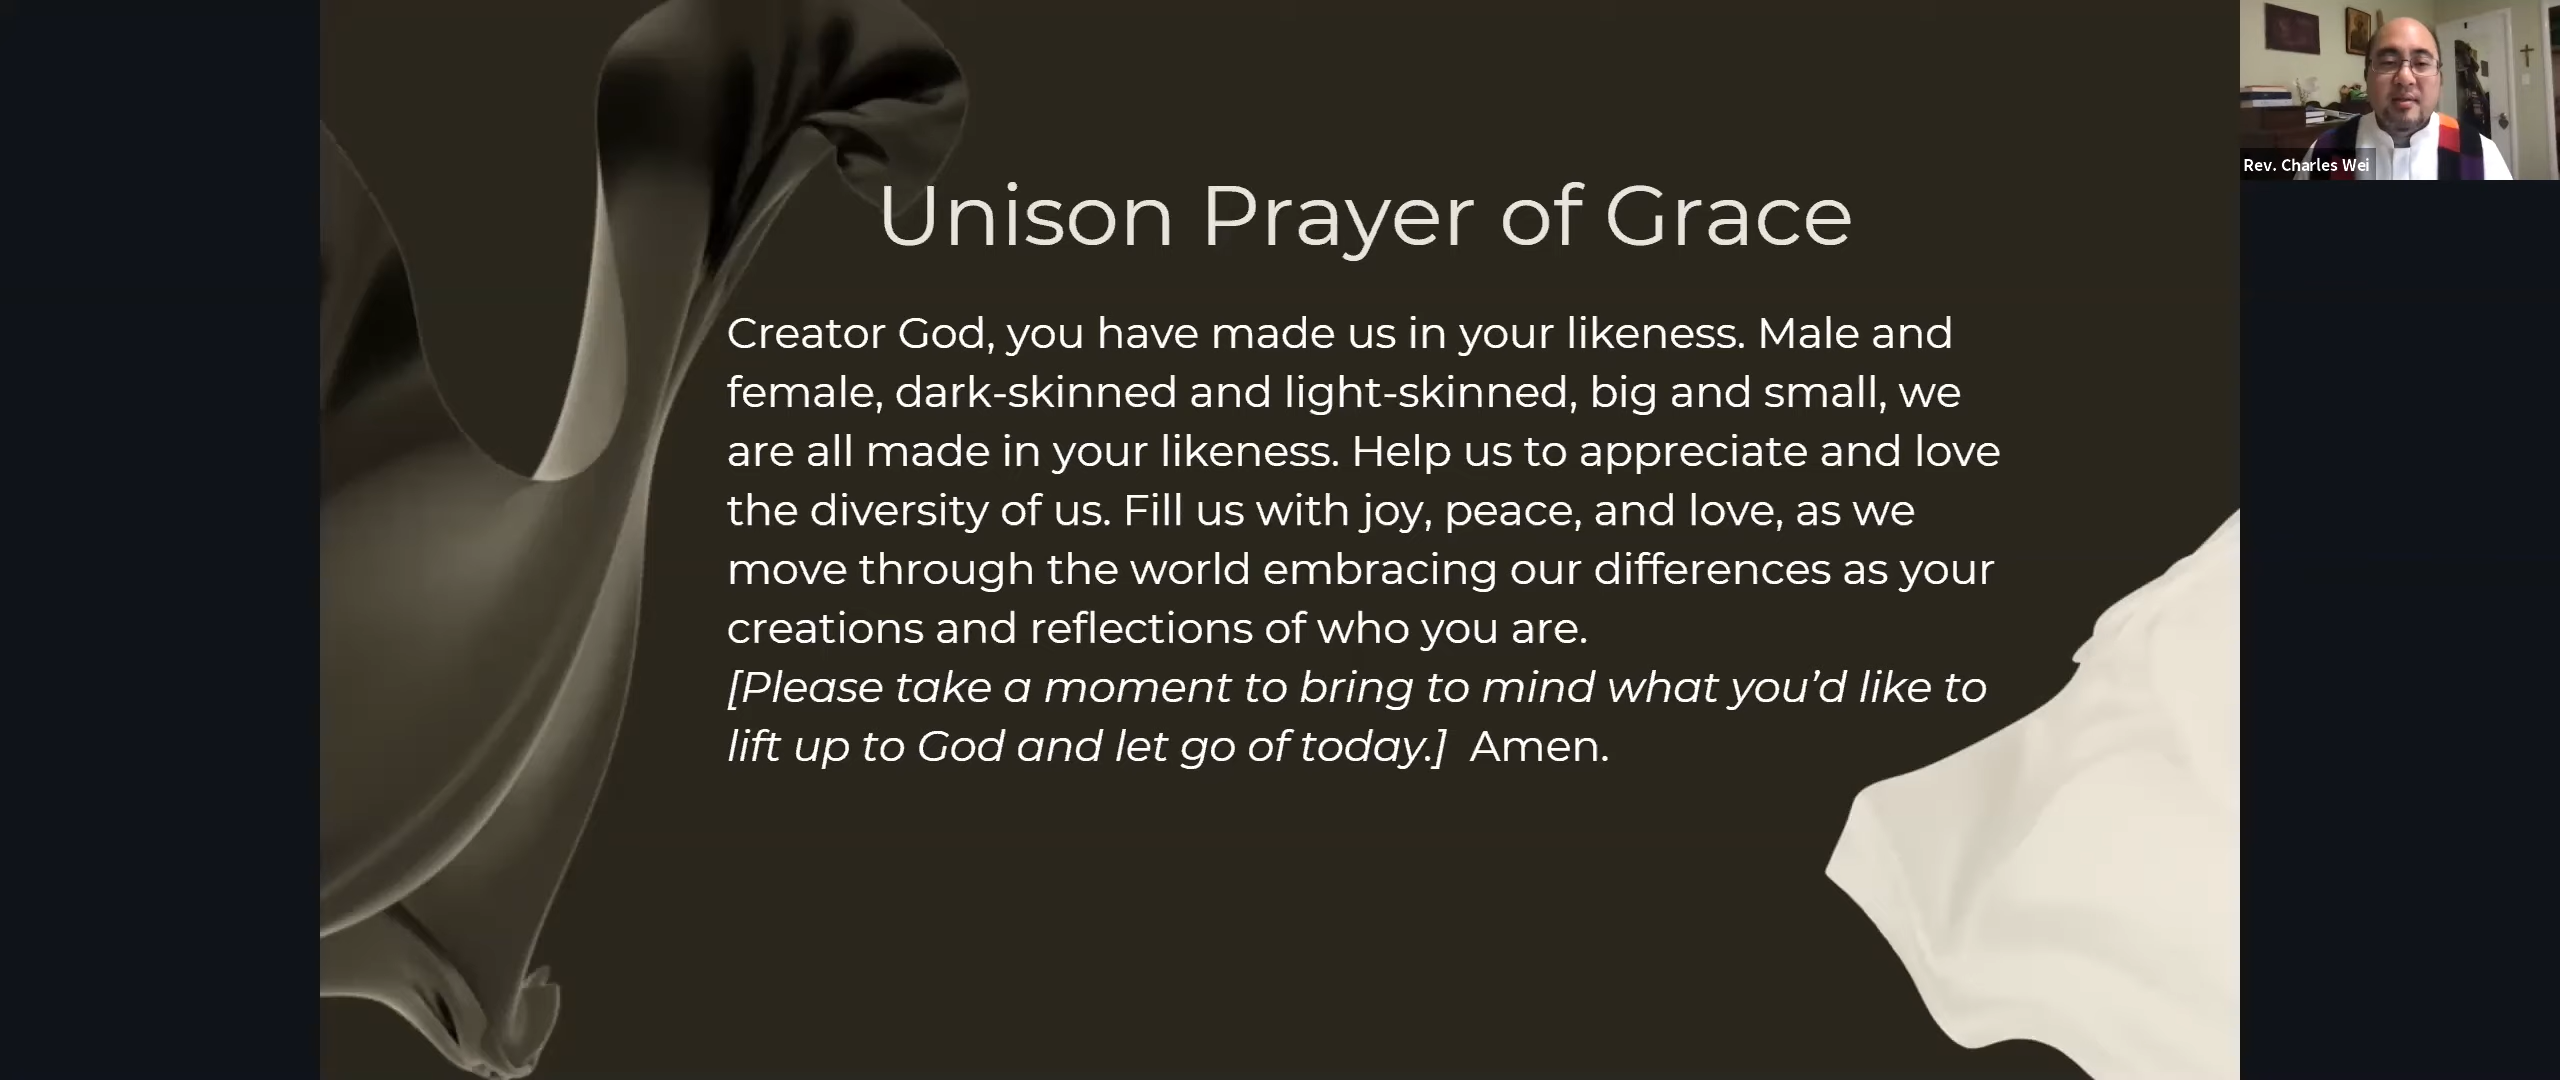 Unison Prayer of Grace
Creator God, you have made us in your likeness. Male and
female, dark-skinned and light-skinned, big and small, we
are all made in your likeness. Help us to appreciate and love
the diversity of us. Fill us with joy, peace, and love, as we
move through the world embracing our differences as your
creations and reflections of who you are.
[Please take a moment to bring to mind what you’d like to
lift up to God and let go of today.]  Amen.
Rev. Charles Wei